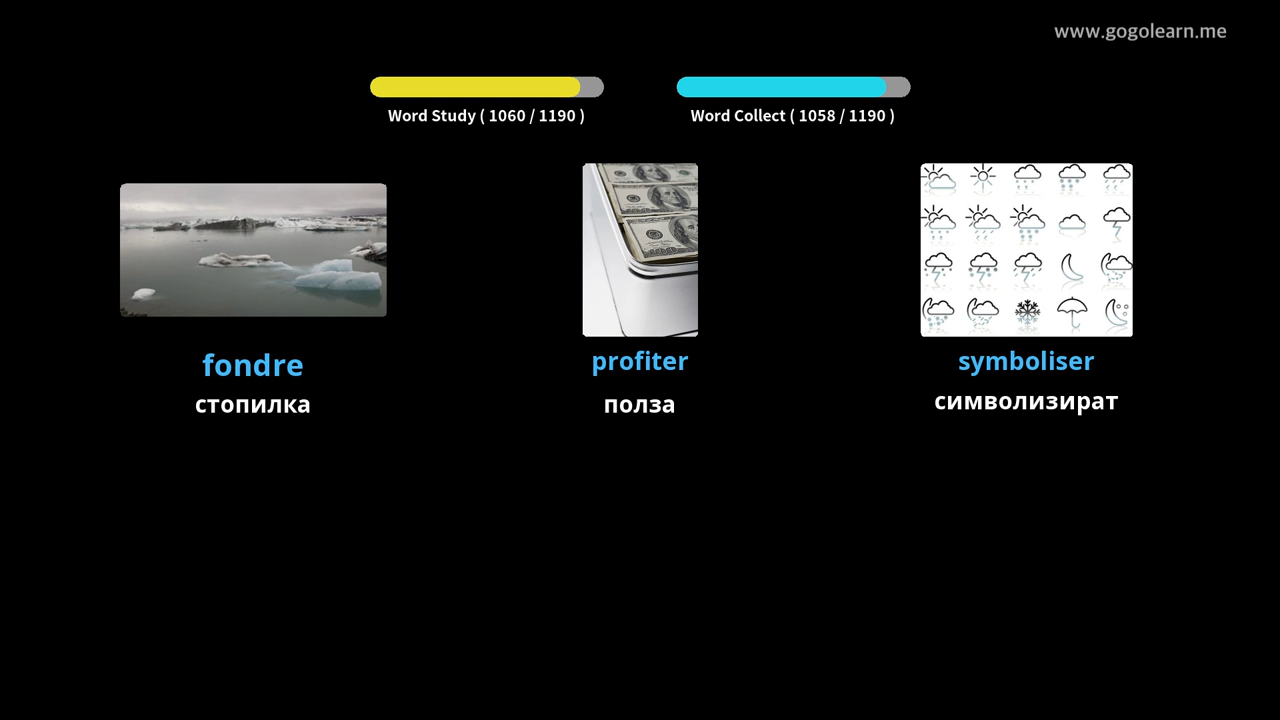 www.gogolearn.me
Word Study ( 1060 / 1190 )
Word Collect ( 1058 / 1190 )
fondre
стопилка
profiter
полза
symboliser
символизират